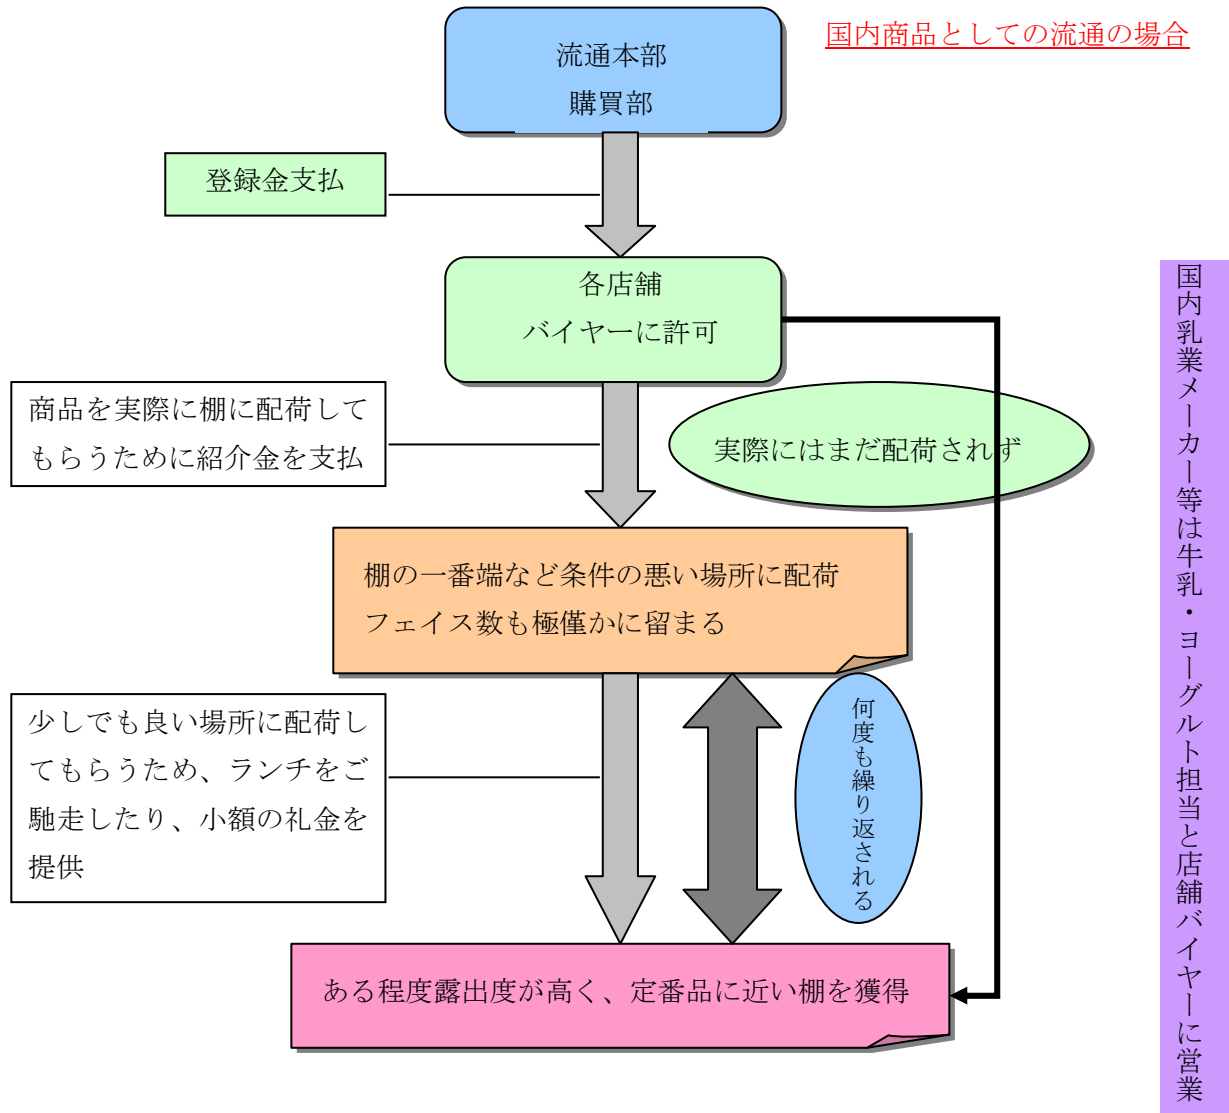 国内商品としての流通の場合
流通本部
購買部
登録金支払
各店舗
バイヤーに許可
商品を実際に棚に配荷して
もらうために紹介金を支払
実際にはまだ配荷されず
棚の一番端など条件の悪い場所に配荷
フェイス数も極僅かに留まる
少しでも良い場所に配荷し
てもらうため、ランチをご
馳走したり、小額の礼金を
提供
何度も繰り返される
ある程度露出度が高く、定番品に近い棚を獲得
国内乳業メーカー等は牛乳・ヨーグルト担当と店舗バイヤーに営業